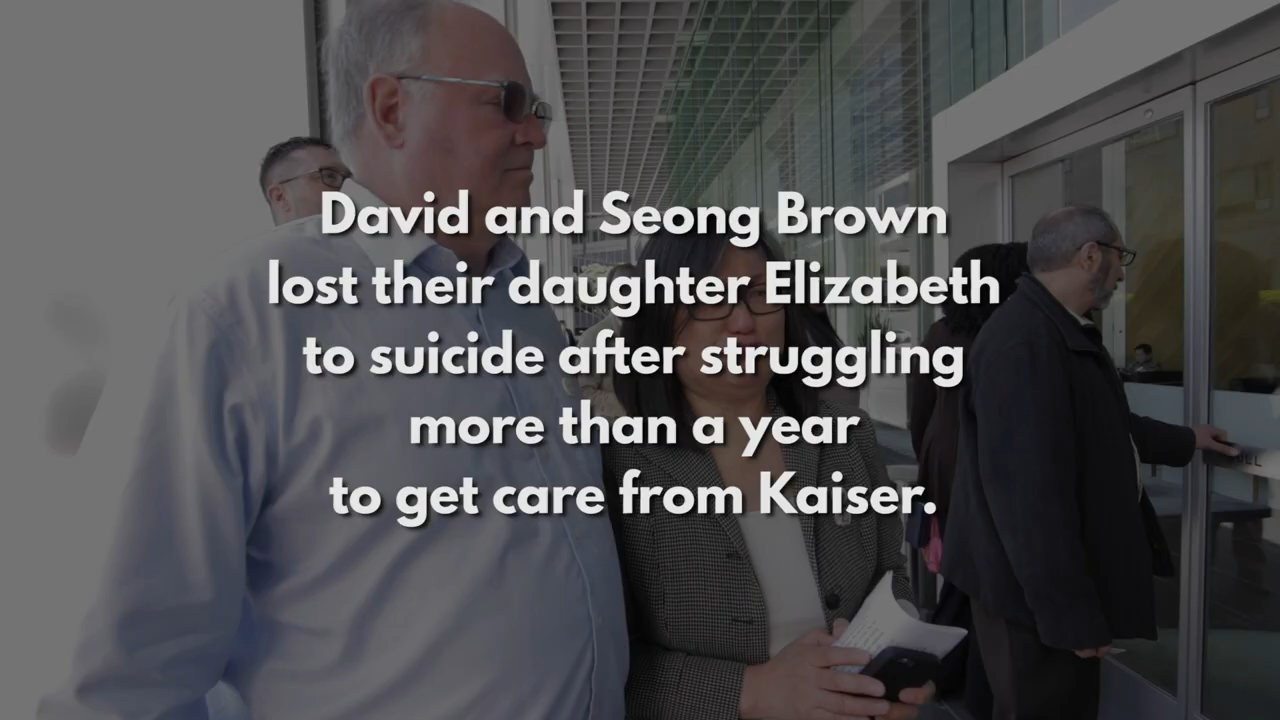 David and Seong Brown
lost their daughter Elizabeth
to suicide after struggling
more than a year
to get care from Kaiser.